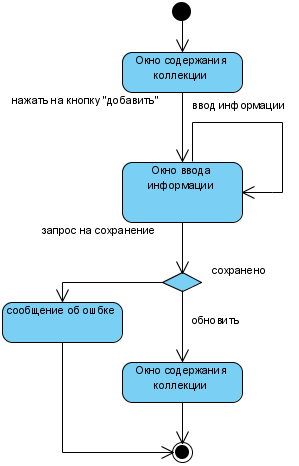 Окно содержания
коллекции
нажать на кнопку "добавить"
ввод информации
Окно ввода
информации
запрос на сохранение
сохранено
сообщение об ошбке
обновить
Окно содержания
коллекции